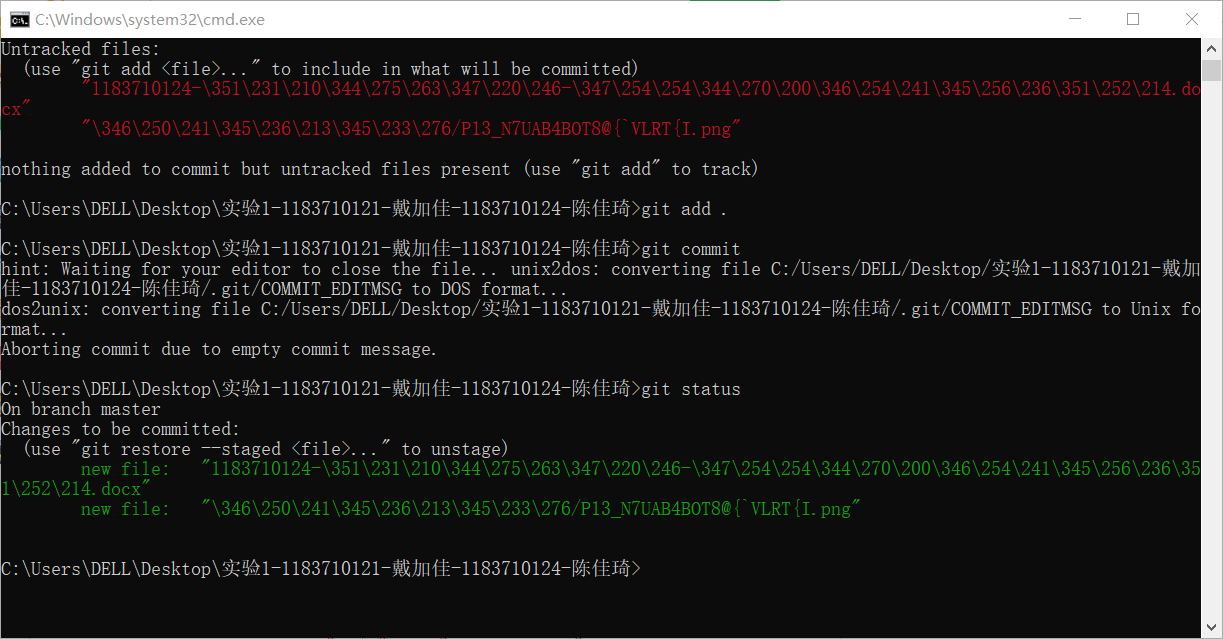 C:\Windows\system32\cmd.exe
Untracked files:
  (use "git add <file>..." to include in what will be committed)
        "1183710124-\351\231\210\344\275\263\347\220\246-\347\254\254\344\270\200\346\254\241\345\256\236\351\252\214.do
cx"
        "\346\250\241\345\236\213\345\233\276/P13_N7UAB4BOT8@{`VLRT{I.png"
nothing added to commit but untracked files present (use "git add" to track)
C:\Users\DELL\Desktop\实验1-1183710121-戴加佳-1183710124-陈佳琦>git add .
C:\Users\DELL\Desktop\实验1-1183710121-戴加佳-1183710124-陈佳琦>git commit
hint: Waiting for your editor to close the file... unix2dos: converting file C:/Users/DELL/Desktop/实验1-1183710121-戴加
佳-1183710124-陈佳琦/.git/COMMIT_EDITMSG to DOS format...
dos2unix: converting file C:/Users/DELL/Desktop/实验1-1183710121-戴加佳-1183710124-陈佳琦/.git/COMMIT_EDITMSG to Unix fo
rmat...
Aborting commit due to empty commit message.
C:\Users\DELL\Desktop\实验1-1183710121-戴加佳-1183710124-陈佳琦>git status
On branch master
Changes to be committed:
  (use "git restore --staged <file>..." to unstage)
        new file:   "1183710124-\351\231\210\344\275\263\347\220\246-\347\254\254\344\270\200\346\254\241\345\256\236\35
1\252\214.docx"
        new file:   "\346\250\241\345\236\213\345\233\276/P13_N7UAB4BOT8@{`VLRT{I.png"
C:\Users\DELL\Desktop\实验1-1183710121-戴加佳-1183710124-陈佳琦>